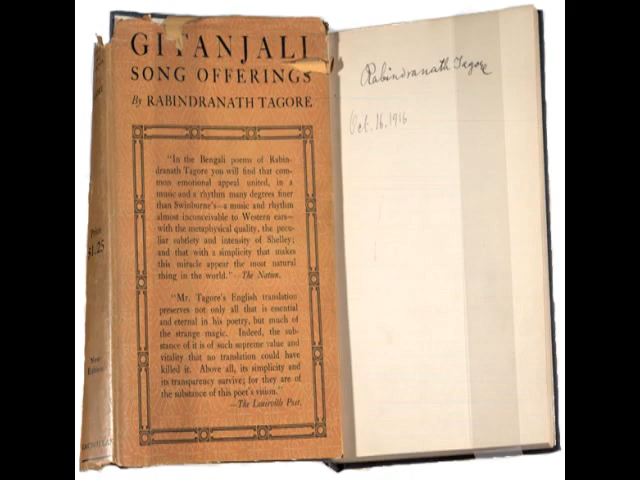 GITANJALI
SONG OFFERINGS
By RABINDRANATH TAGORE
"In the Bengali poems of Rabin-
dranath Tagore you will find that com-
mon emotional appeal united, in a
music and a rhythm many degrees finer
than Swinburne's—a music and rhythm
almost inconceivable to Western ears—
with the metaphysical quality, the pecu-
liar subtlety and intensity of Shelley;
and that with a simplicity that makes
this miracle appear the most natural
thing in the world."—The Nation.
"Mr. Tagore's English translation
preserves not only all that is essential
and eternal in his poetry, but much of
the strange magic. Indeed, the sub-
stance of it is of such supreme value and
vitality that no translation could have
killed it. Above all, its simplicity and
its transparency survive; for they are of
the substance of this poet's vision."
—The Louisville Post.
Price
$1.25
New
Edition
MACMILLAN
Rabindranath Tagore
Oct. 16, 1916